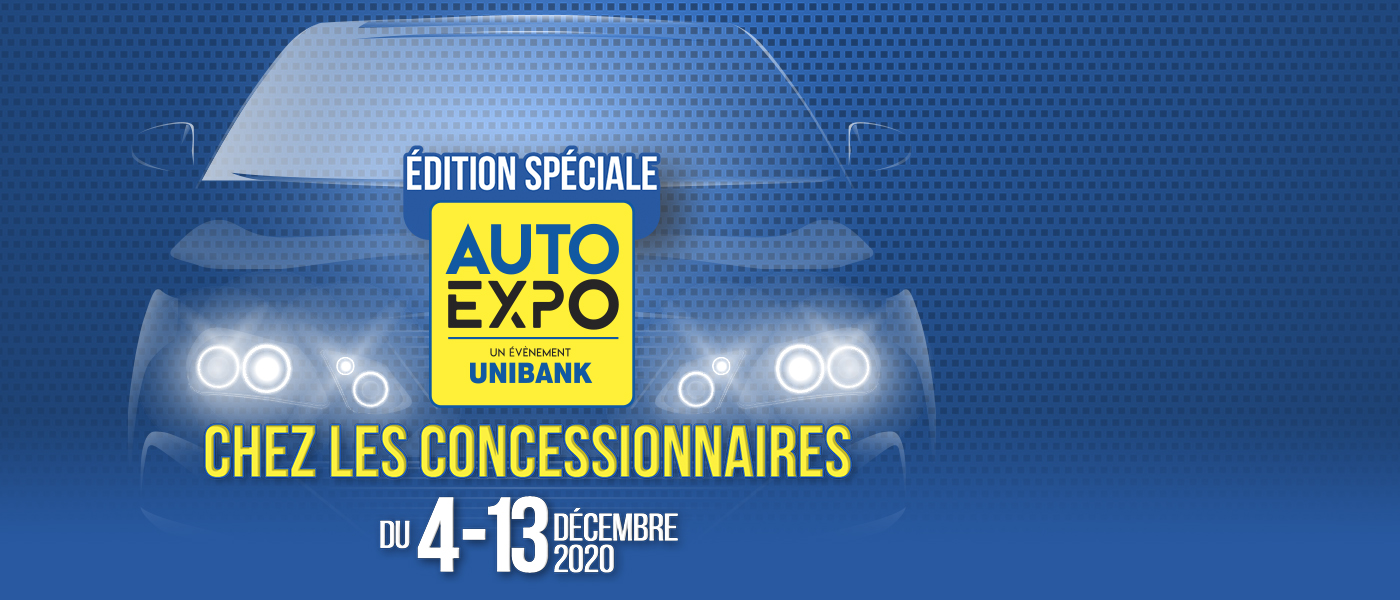 ÉDITION SPÉCIALE
AUTO
EXPO
UN ÉVÈNEMENT
UNIBANK
CHEZ LES CONCESSIONNAIRES
DU 4-13 DÉCEMBRE
2020